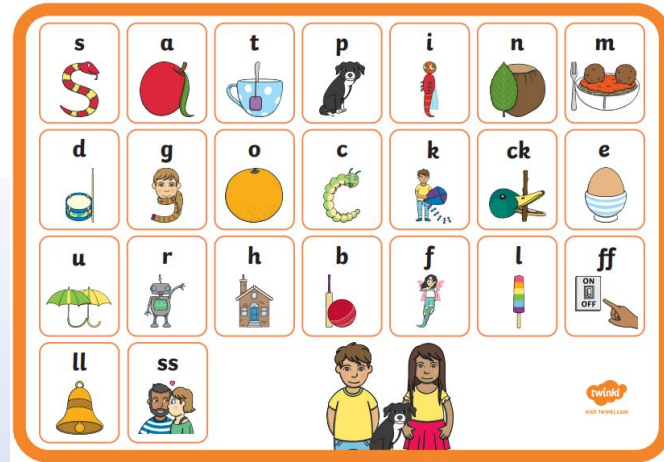 s a t p i n m
d g o c k ck e
u r h b f l ff
ON
OFF
ll ss
twinkl
visit twinkl.com